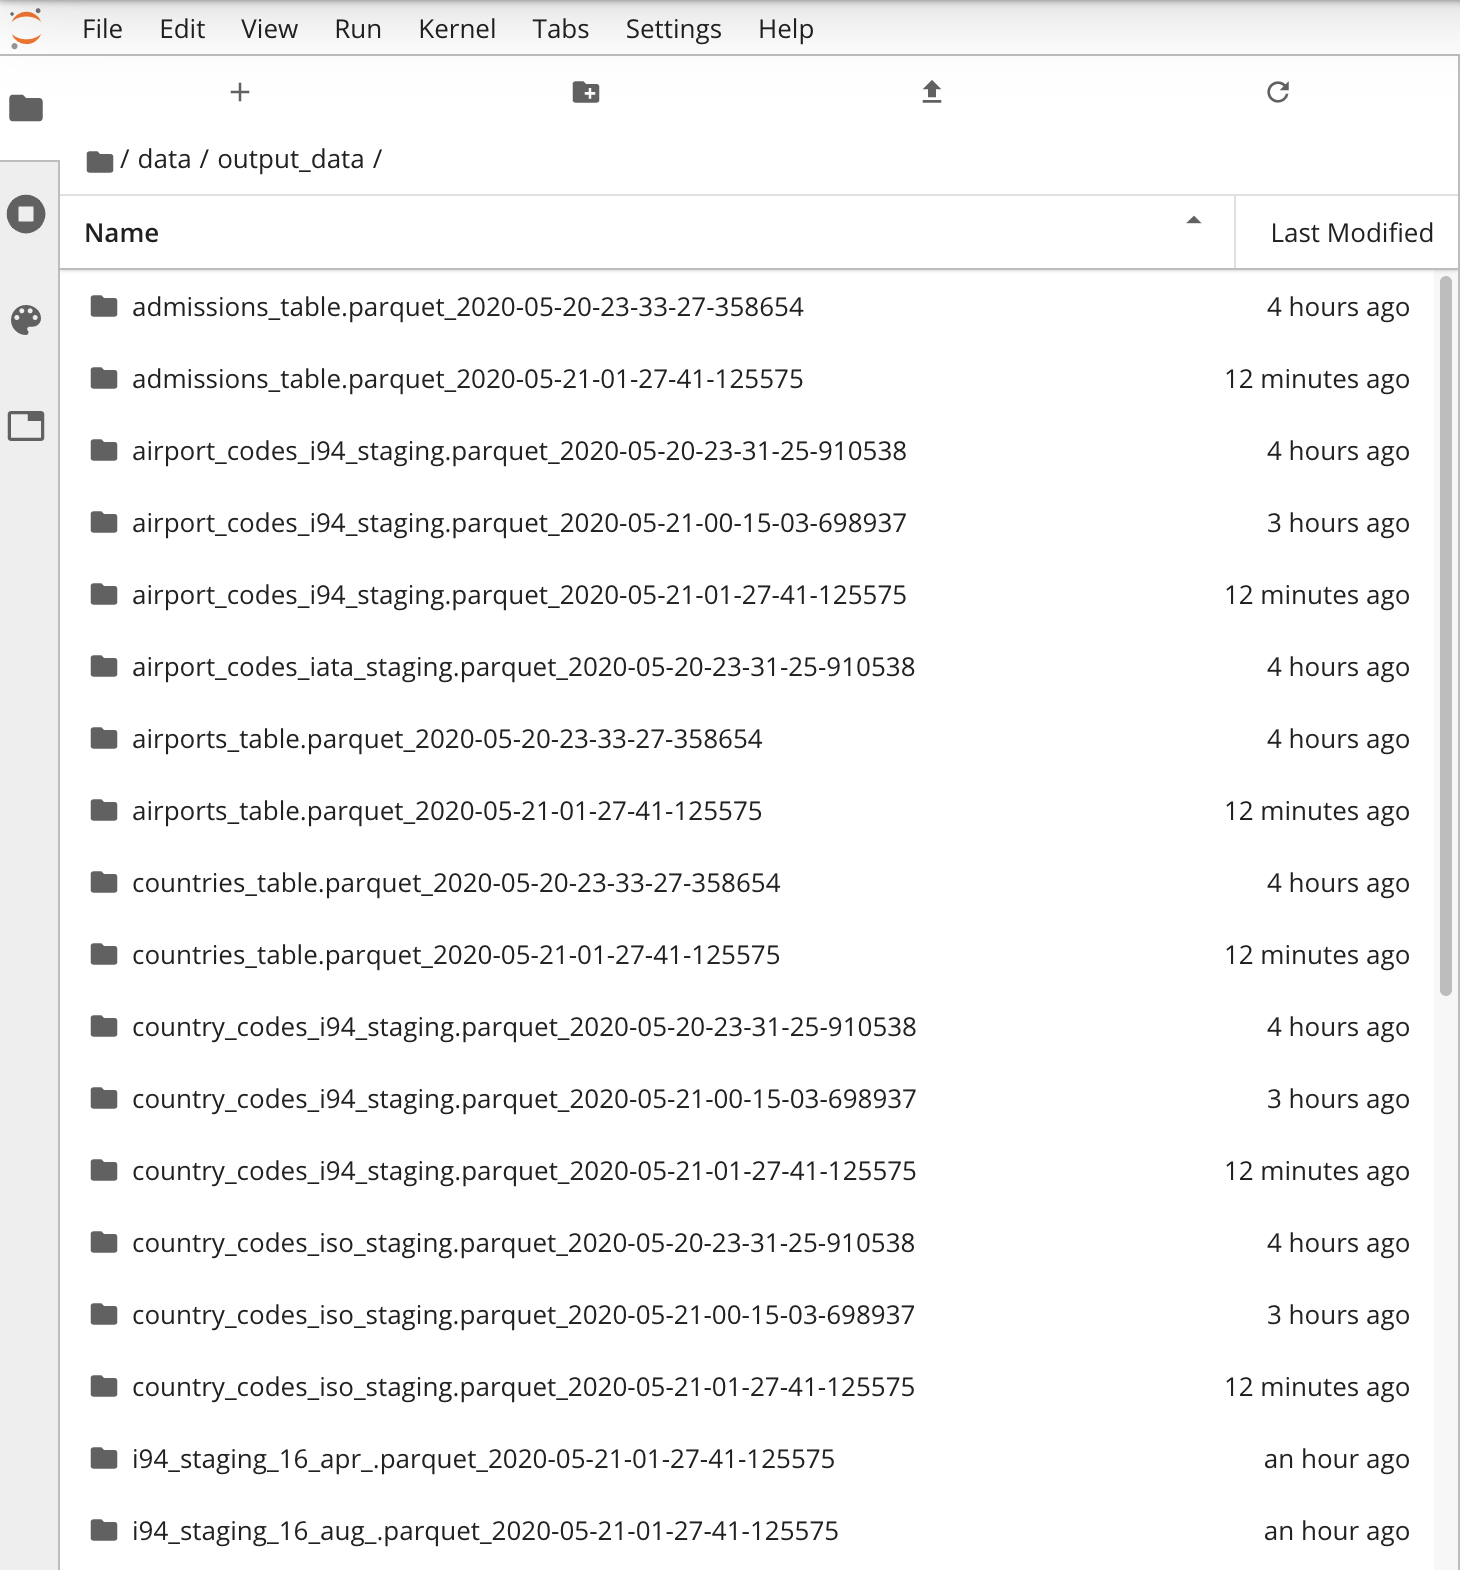 File Edit View Run Kernel Tabs Settings Help
/ data / output_data /
Name Last Modified
admissions_table.parquet_2020-05-20-23-33-27-358654 4 hours ago
admissions_table.parquet_2020-05-21-01-27-41-125575 12 minutes ago
airport_codes_i94_staging.parquet_2020-05-20-23-31-25-910538 4 hours ago
airport_codes_i94_staging.parquet_2020-05-21-00-15-03-698937 3 hours ago
airport_codes_i94_staging.parquet_2020-05-21-01-27-41-125575 12 minutes ago
airport_codes_iata_staging.parquet_2020-05-20-23-31-25-910538 4 hours ago
airports_table.parquet_2020-05-20-23-33-27-358654 4 hours ago
airports_table.parquet_2020-05-21-01-27-41-125575 12 minutes ago
countries_table.parquet_2020-05-20-23-33-27-358654 4 hours ago
countries_table.parquet_2020-05-21-01-27-41-125575 12 minutes ago
country_codes_i94_staging.parquet_2020-05-20-23-31-25-910538 4 hours ago
country_codes_i94_staging.parquet_2020-05-21-00-15-03-698937 3 hours ago
country_codes_i94_staging.parquet_2020-05-21-01-27-41-125575 12 minutes ago
country_codes_iso_staging.parquet_2020-05-20-23-31-25-910538 4 hours ago
country_codes_iso_staging.parquet_2020-05-21-00-15-03-698937 3 hours ago
country_codes_iso_staging.parquet_2020-05-21-01-27-41-125575 12 minutes ago
i94_staging_16_apr_.parquet_2020-05-21-01-27-41-125575 an hour ago
i94_staging_16_aug_.parquet_2020-05-21-01-27-41-125575 an hour ago